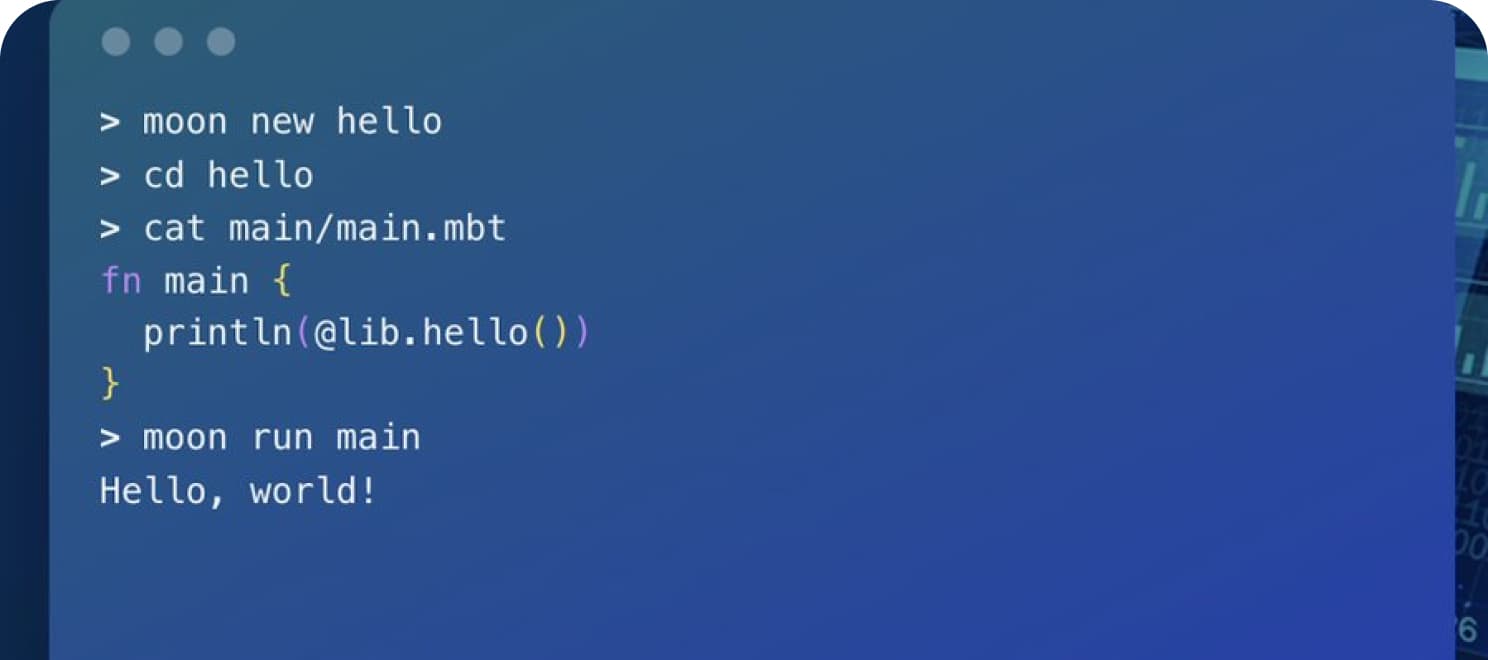 > moon new hello
> cd hello
> cat main/main.mbt
fn main {
  println(@lib.hello())
}
> moon run main
Hello, world!